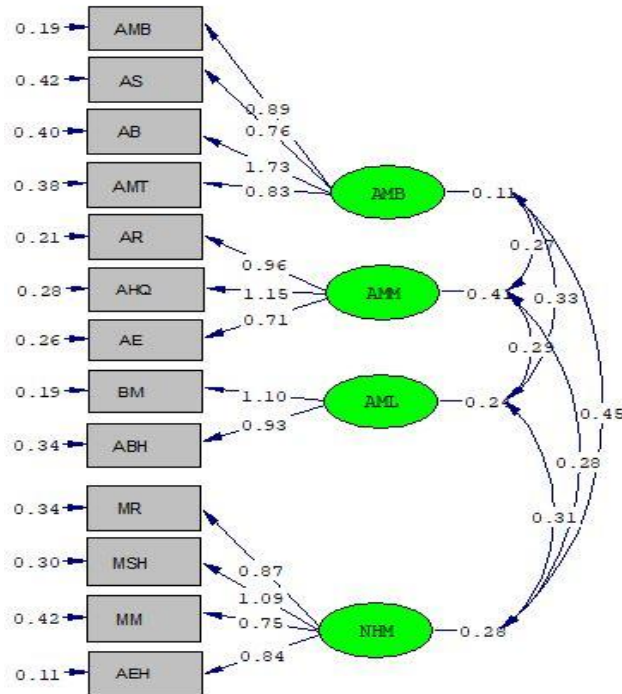 0.19 AMB
0.42 AS
0.89
0.76
0.40 AB
1.73
0.38 AMT
0.83
AMB 0.11
0.21 AR
0.96
0.27
0.28 AHQ
1.15
AMM 0.41
0.33
0.71
0.26 AE
0.29
0.19 BM
1.10
AML 0.24
0.93
0.45
0.34 ABH
0.28
0.34 MR
0.31
0.87
0.30 MSH
1.09
0.42 MM
0.75
NHM 0.28
0.84
0.11 AEH